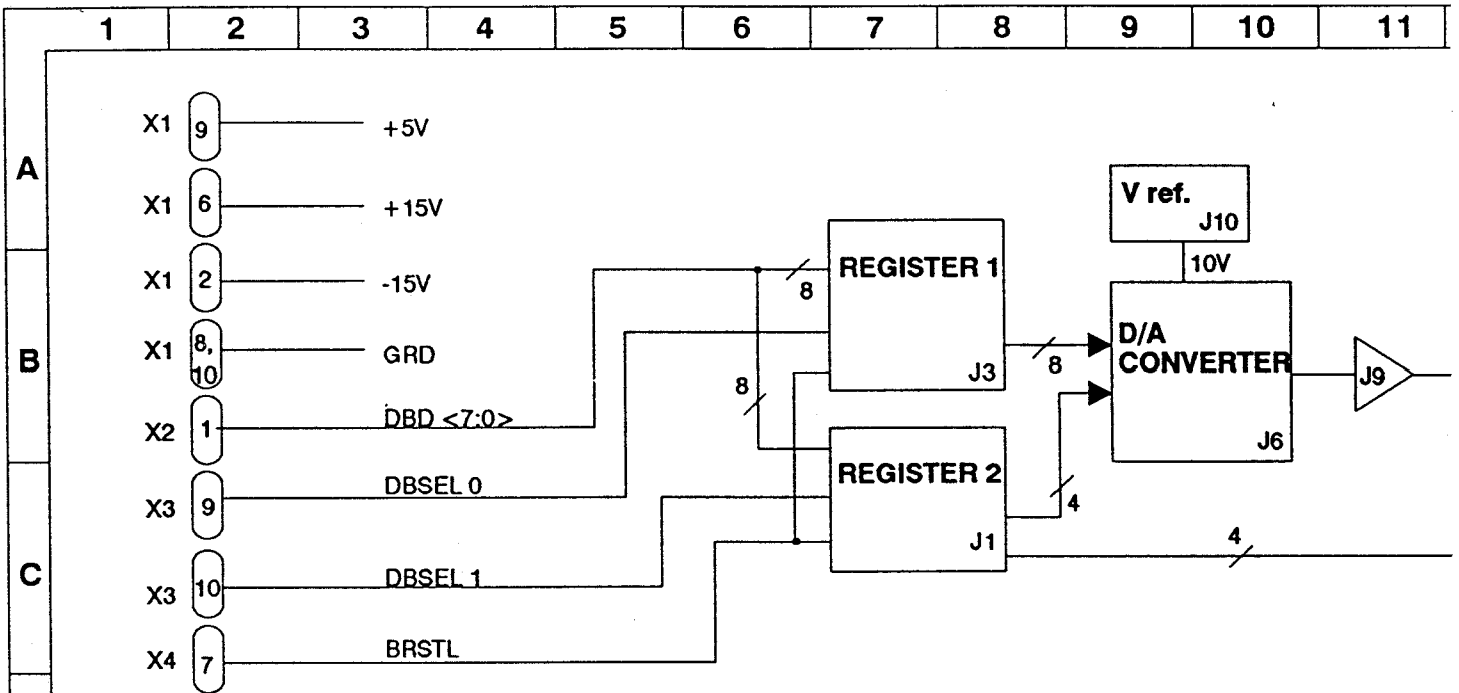 1 2 3 4 5 6 7 8 9 10 11
A
B
C
X1 9 +5V
X1 6 +15V
X1 2 -15V
X1 8, 10 GRD
X2 1 DBD <7:0>
X3 9 DBSEL 0
X3 10 DBSEL 1
X4 7 BRSTL
8
8
REGISTER 1
J3
8
REGISTER 2
J1
4
4
V ref.
J10
10V
D/A
CONVERTER
J6
J9